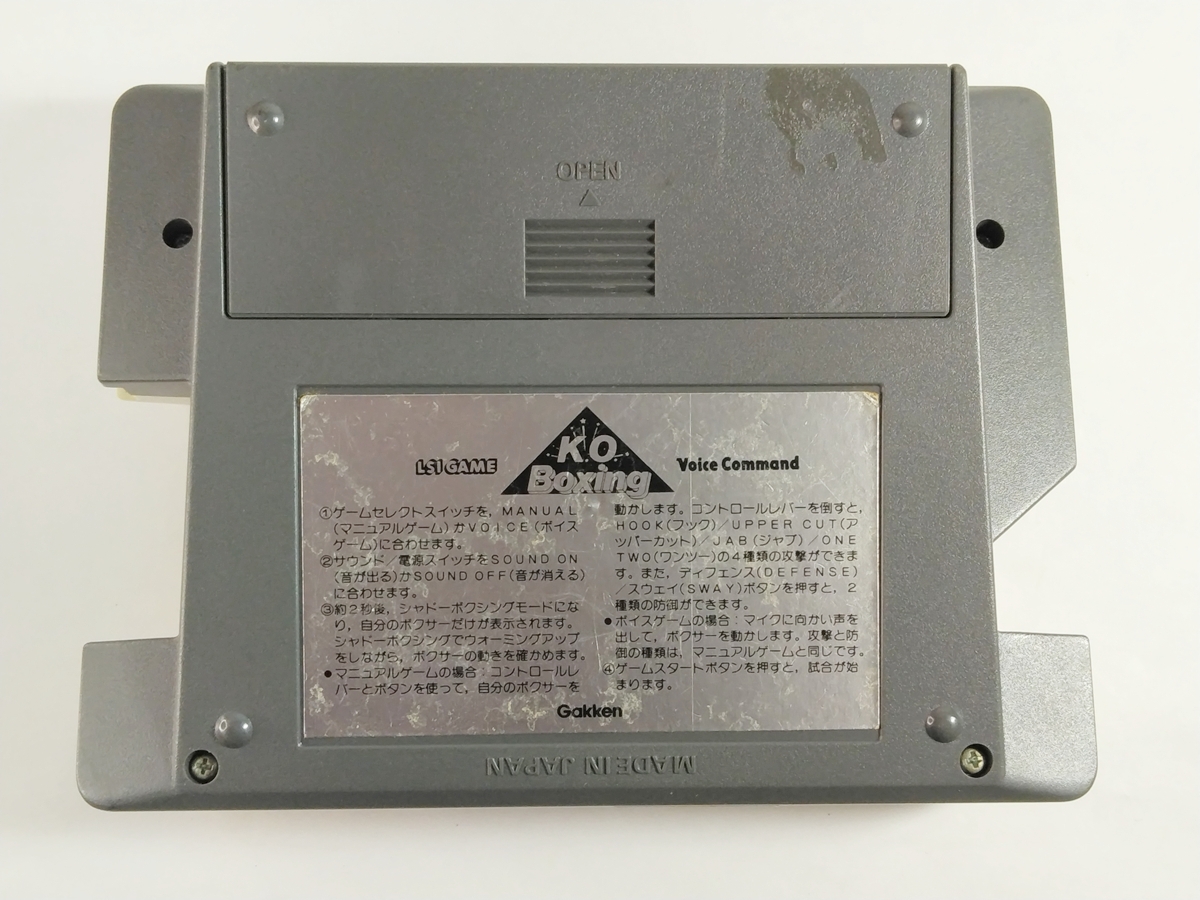 OPEN
LSI GAME
K.O.
Boxing
Voice Command
①ゲームセレクトスイッチを，MANUAL
(マニュアルゲーム)かVOICE(ボイス
ゲーム)に合わせます。
②サウンド／電源スイッチをSOUND ON
(音が出る)かSOUND OFF(音が消える)
に合わせます。
③約2秒後，シャドーボクシングモードにな
り，自分のボクサーだけが表示されます。
シャドーボクシングでウォーミングアップ
をしながら，ボクサーの動きを確かめます。
●マニュアルゲームの場合：コントロールレ
バーとボタンを使って，自分のボクサーを
動かします。コントロールレバーを倒すと，
HOOK(フック)／UPPER CUT(ア
ッパーカット)／JAB(ジャブ)／ONE
TWO(ワンツー)の4種類の攻撃ができま
す。また，ディフェンス(DEFENSE)
／スウェイ(SWAY)ボタンを押すと，2
種類の防御ができます。
●ボイスゲームの場合：マイクに向かい声を
出して，ボクサーを動かします。攻撃と防
御の種類は，マニュアルゲームと同じです。
④ゲームスタートボタンを押すと，試合が始
まります。
Gakken
MADE IN JAPAN